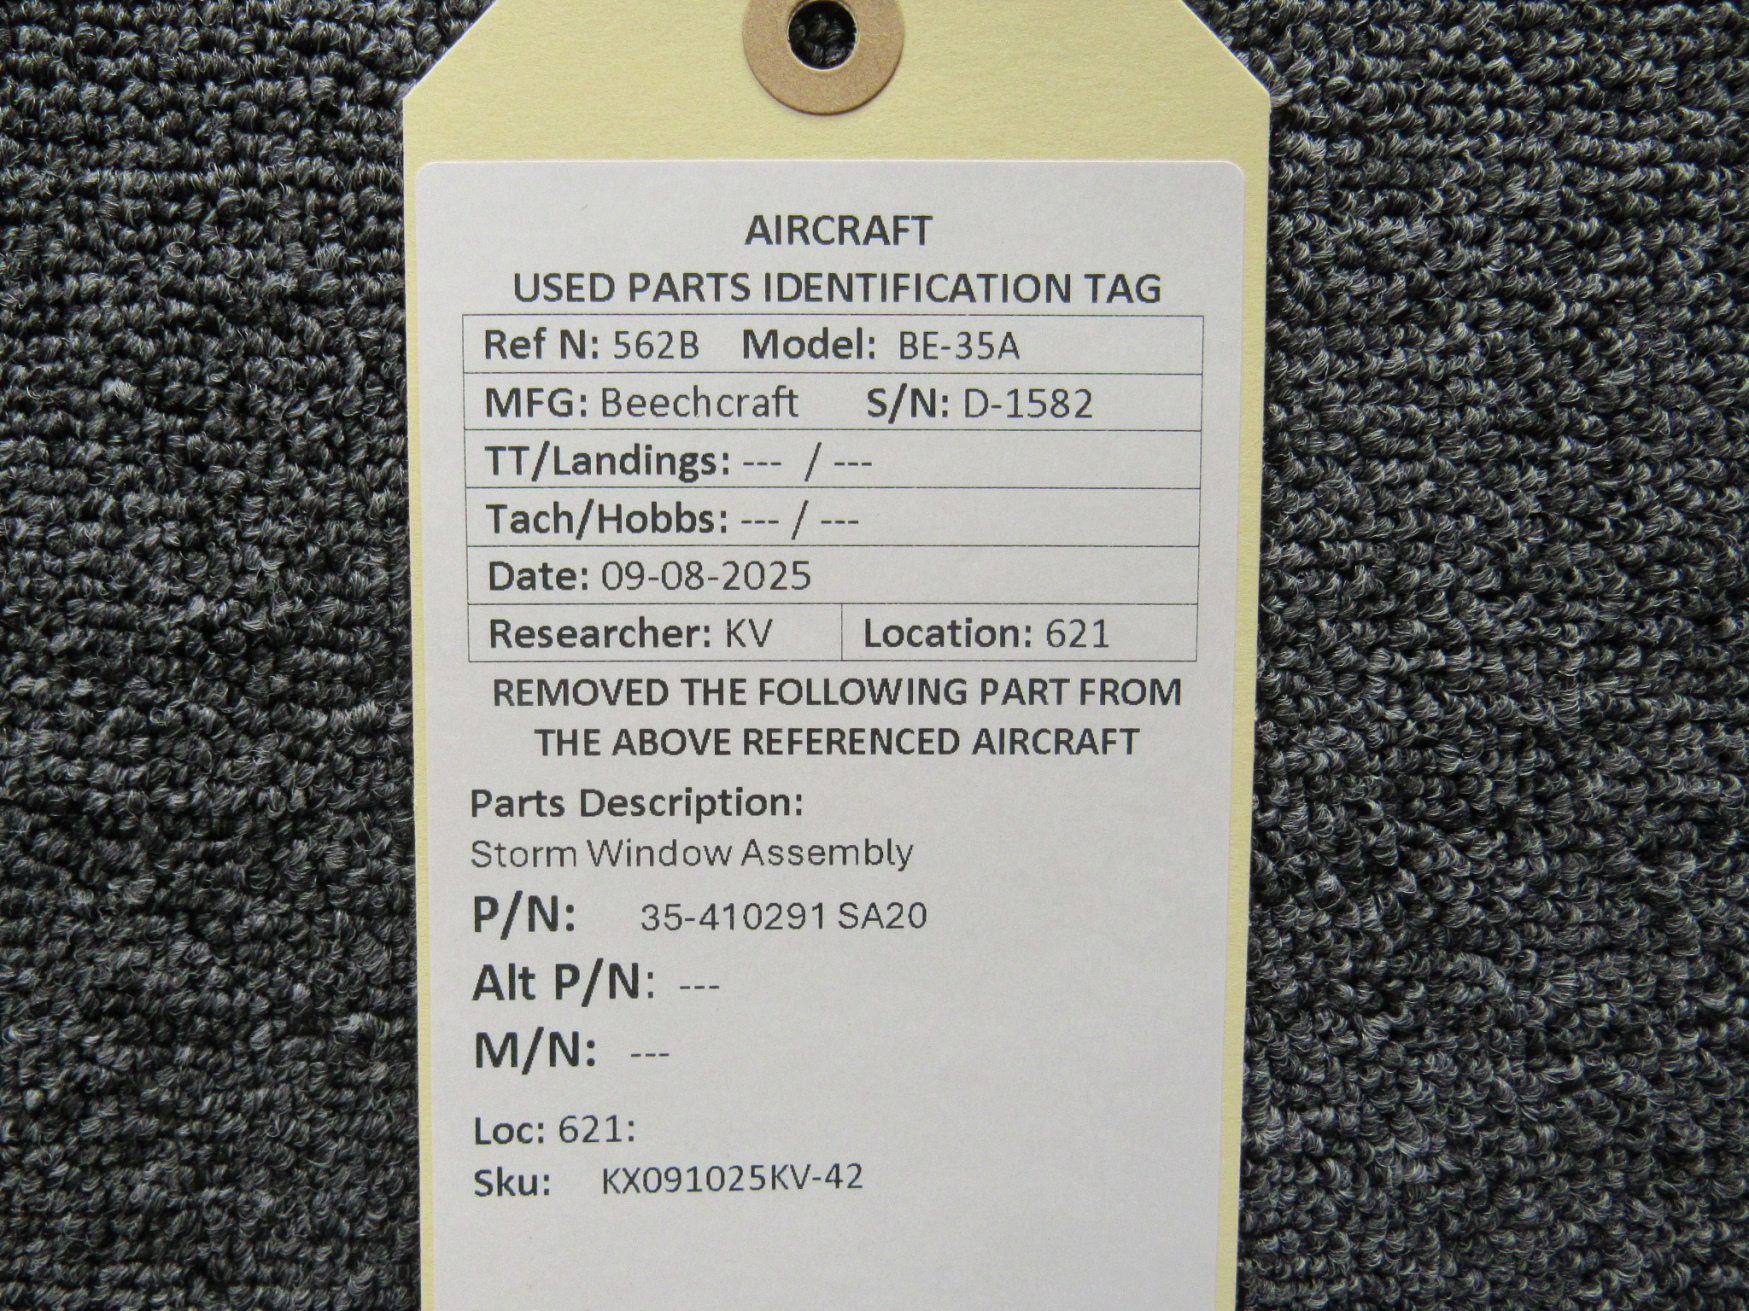 AIRCRAFT
USED PARTS IDENTIFICATION TAG
Ref N: 562B Model: BE-35A
MFG: Beechcraft S/N: D-1582
TT/Landings: --- / ---
Tach/Hobbs: --- / ---
Date: 09-08-2025
Researcher: KV Location: 621
REMOVED THE FOLLOWING PART FROM
THE ABOVE REFERENCED AIRCRAFT
Parts Description:
Storm Window Assembly
P/N: 35-410291 SA20
Alt P/N: ---
M/N: ---
Loc: 621:
Sku: KX091025KV-42